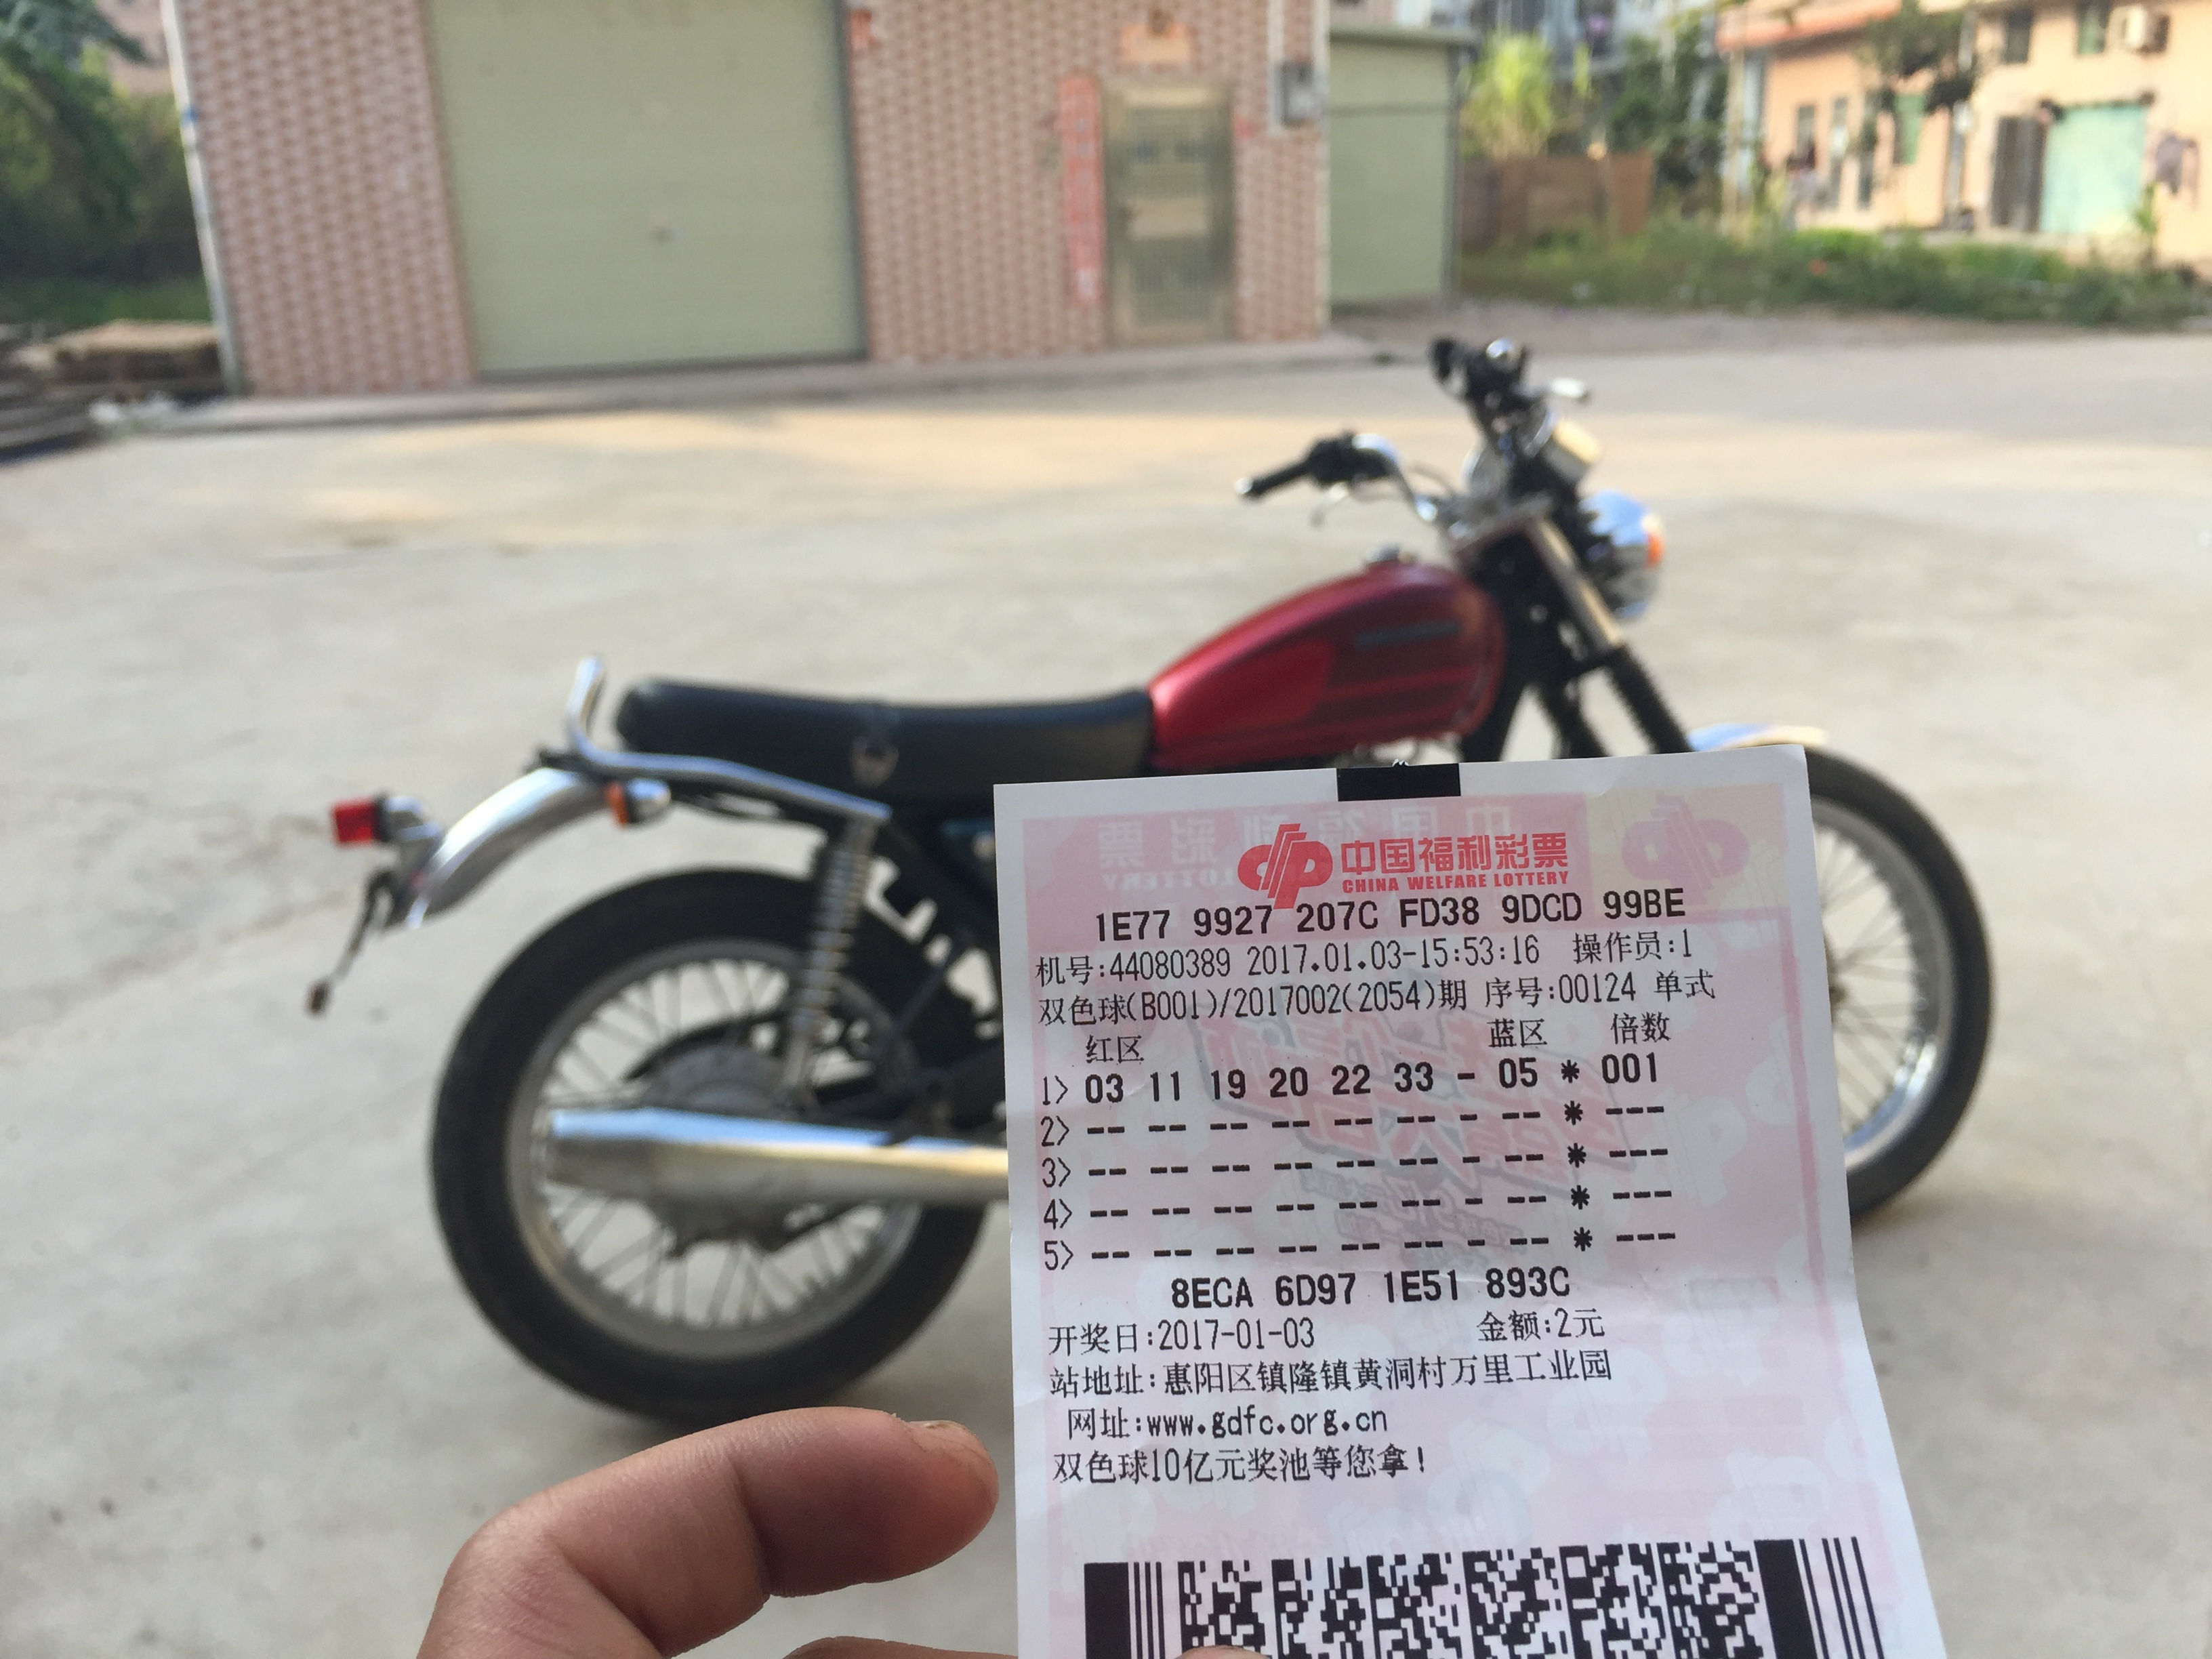 中国福利彩票
CHINA WELFARE LOTTERY
1E77 9927 207C FD38 9DCD 99BE
机号:44080389 2017.01.03-15:53:16 操作员:1
双色球(B001)/2017002(2054)期 序号:00124 单式
红区 蓝区 倍数
1> 03 11 19 20 22 33 - 05 * 001
2> -- -- -- -- -- -- - -- * ---
3> -- -- -- -- -- -- - -- * ---
4> -- -- -- -- -- -- - -- * ---
5> -- -- -- -- -- -- - -- * ---
8ECA 6D97 1E51 893C
开奖日:2017-01-03 金额:2元
站地址:惠阳区镇隆镇黄洞村万里工业园
网址:www.gdfc.org.cn
双色球10亿元奖池等您拿!